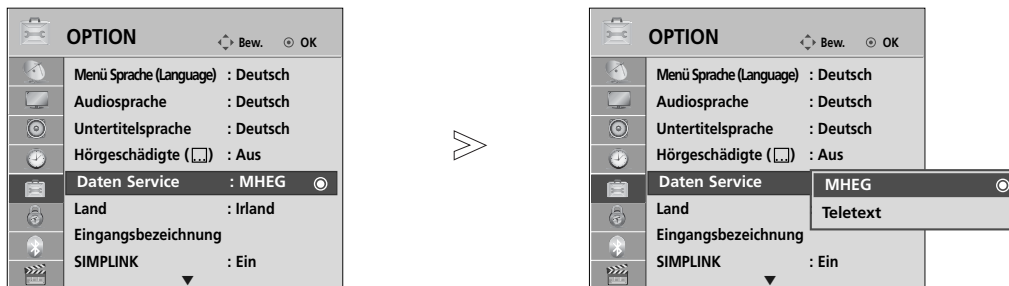 OPTION Bew. OK
Menü Sprache (Language) : Deutsch
Audiosprache : Deutsch
Untertitelsprache : Deutsch
Hörgeschädigte ( ) : Aus
Daten Service : MHEG
Land : Irland
Eingangsbezeichnung
SIMPLINK : Ein
OPTION Bew. OK
Menü Sprache (Language) : Deutsch
Audiosprache : Deutsch
Untertitelsprache : Deutsch
Hörgeschädigte ( ) : Aus
Daten Service
MHEG
Land
Teletext
Eingangsbezeichnung
SIMPLINK : Ein